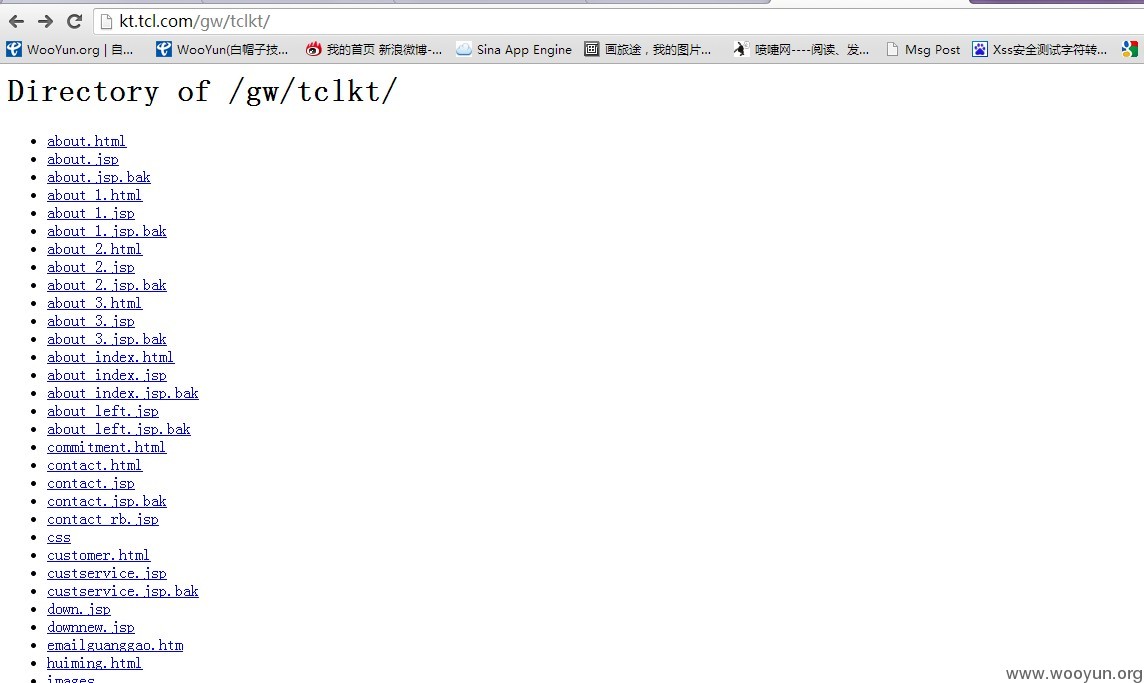 kt.tcl.com/gw/tclkt/
WooYun.org | 自... WooYun(白帽子技... 我的首页 新浪微博-... Sina App Engine 画旅途，我的图片... 喷嚏网----阅读、发... Msg Post Xss安全测试字符转...
Directory of /gw/tclkt/
about.html
about.jsp
about.jsp.bak
about_1.html
about_1.jsp
about_1.jsp.bak
about_2.html
about_2.jsp
about_2.jsp.bak
about_3.html
about_3.jsp
about_3.jsp.bak
about_index.html
about_index.jsp
about_index.jsp.bak
about_left.jsp
about_left.jsp.bak
commitment.html
contact.html
contact.jsp
contact.jsp.bak
contact_rb.jsp
css
customer.html
custservice.jsp
custservice.jsp.bak
down.jsp
downnew.jsp
emailguanggao.htm
huiming.html
images
www.wooyun.org